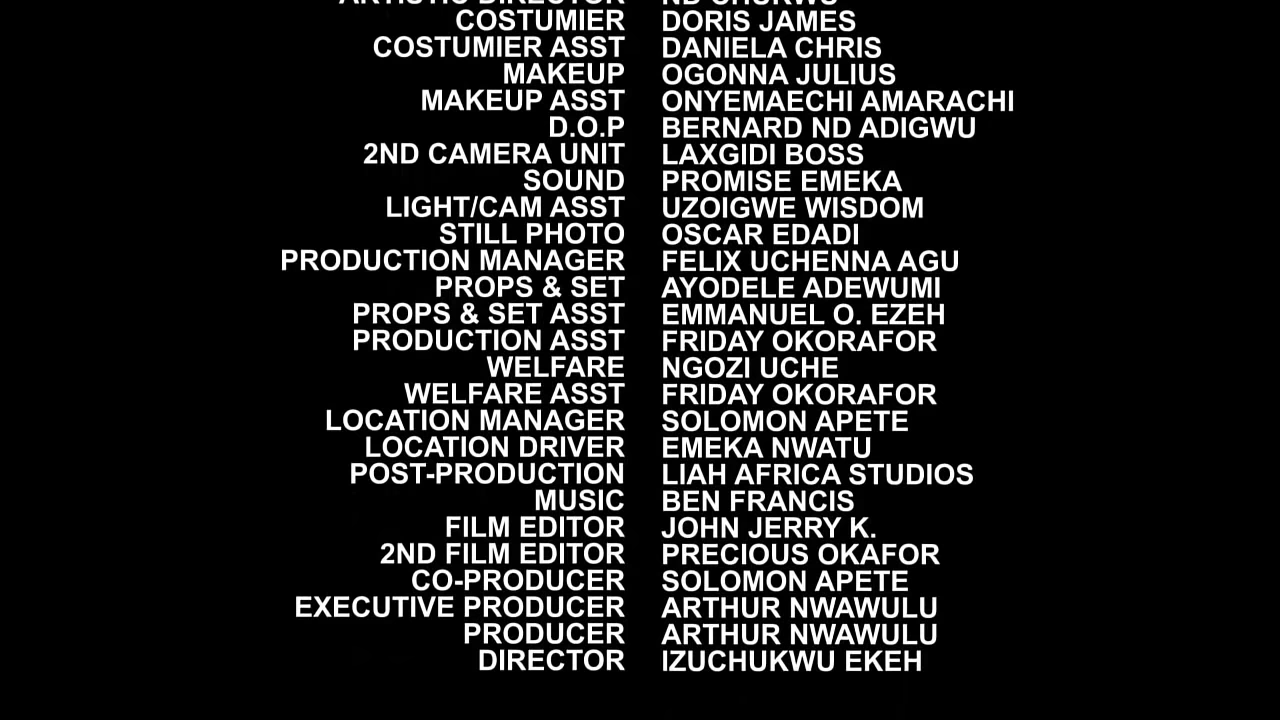 ARTISTIC DIRECTOR ND CHUKWU
COSTUMIER DORIS JAMES
COSTUMIER ASST DANIELA CHRIS
MAKEUP OGONNA JULIUS
MAKEUP ASST ONYEMAECHI AMARACHI
D.O.P BERNARD ND ADIGWU
2ND CAMERA UNIT LAXGIDI BOSS
SOUND PROMISE EMEKA
LIGHT/CAM ASST UZOIGWE WISDOM
STILL PHOTO OSCAR EDADI
PRODUCTION MANAGER FELIX UCHENNA AGU
PROPS & SET AYODELE ADEWUMI
PROPS & SET ASST EMMANUEL O. EZEH
PRODUCTION ASST FRIDAY OKORAFOR
WELFARE NGOZI UCHE
WELFARE ASST FRIDAY OKORAFOR
LOCATION MANAGER SOLOMON APETE
LOCATION DRIVER EMEKA NWATU
POST-PRODUCTION LIAH AFRICA STUDIOS
MUSIC BEN FRANCIS
FILM EDITOR JOHN JERRY K.
2ND FILM EDITOR PRECIOUS OKAFOR
CO-PRODUCER SOLOMON APETE
EXECUTIVE PRODUCER ARTHUR NWAWULU
PRODUCER ARTHUR NWAWULU
DIRECTOR IZUCHUKWU EKEH